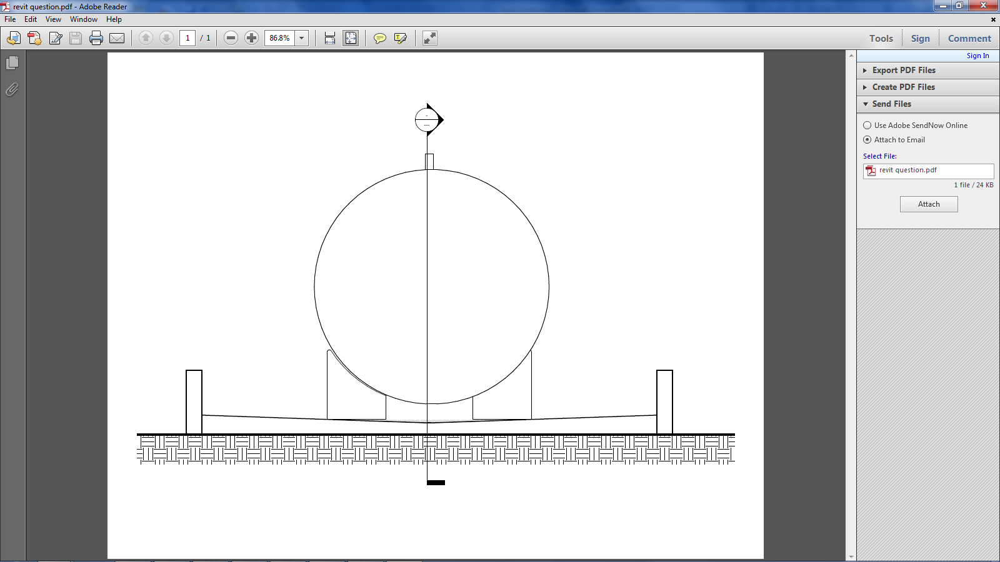 revit question.pdf - Adobe Reader
File Edit View Window Help
1 / 1 86.8% Tools Sign Comment
Sign In
Export PDF Files
Create PDF Files
Send Files
Use Adobe SendNow Online
Attach to Email
Select File:
revit question.pdf
1 file / 24 KB
Attach